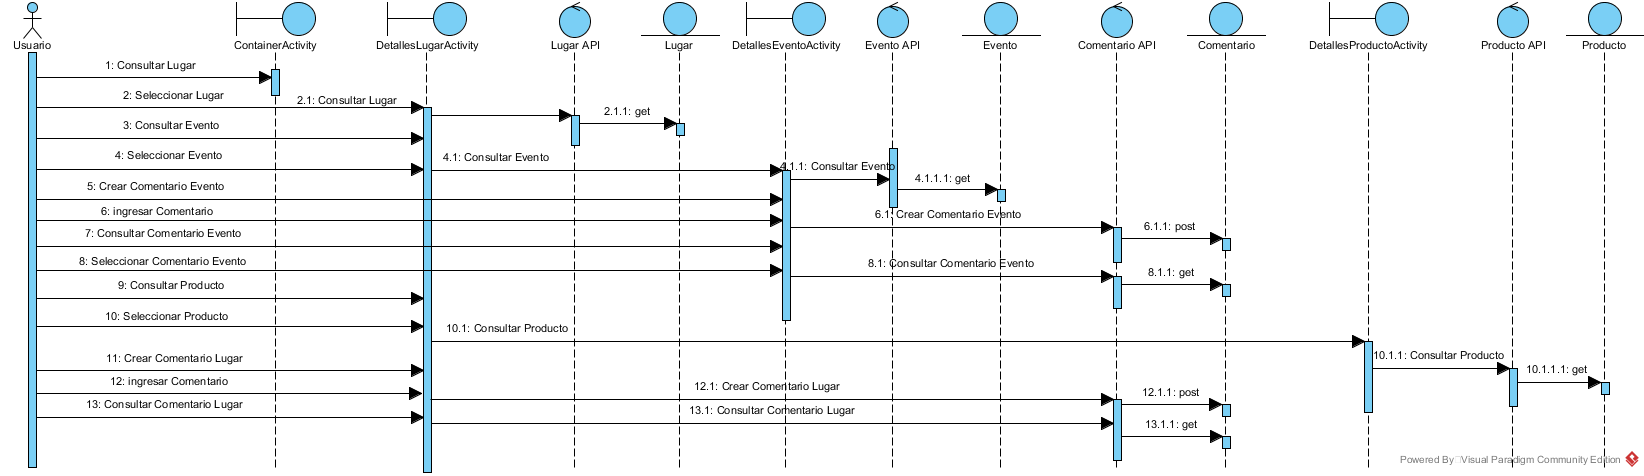 Usuario
ContainerActivity
DetallesLugarActivity
Lugar API
Lugar
DetallesEventoActivity
Evento API
Evento
Comentario API
Comentario
DetallesProductoActivity
Producto API
Producto
1: Consultar Lugar
2: Seleccionar Lugar
2.1: Consultar Lugar
2.1.1: get
3: Consultar Evento
4: Seleccionar Evento
4.1: Consultar Evento
4.1.1: Consultar Evento
4.1.1.1: get
5: Crear Comentario Evento
6: ingresar Comentario
6.1: Crear Comentario Evento
6.1.1: post
7: Consultar Comentario Evento
8: Seleccionar Comentario Evento
8.1: Consultar Comentario Evento
8.1.1: get
9: Consultar Producto
10: Seleccionar Producto
10.1: Consultar Producto
10.1.1: Consultar Producto
10.1.1.1: get
11: Crear Comentario Lugar
12: ingresar Comentario
12.1: Crear Comentario Lugar
12.1.1: post
13: Consultar Comentario Lugar
13.1: Consultar Comentario Lugar
13.1.1: get
Powered By Visual Paradigm Community Edition